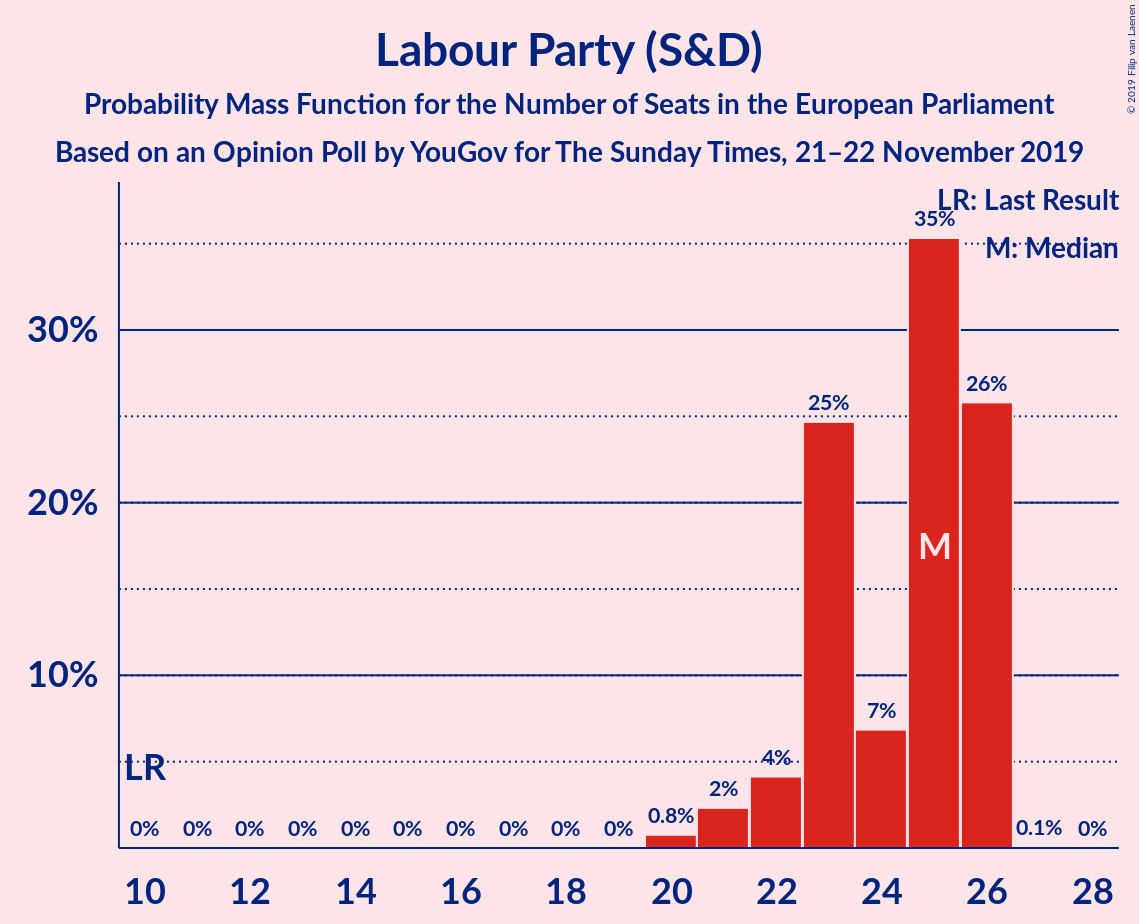 © 2019 Filip van Laenen
Labour Party (S&D)
Probability Mass Function for the Number of Seats in the European Parliament
Based on an Opinion Poll by YouGov for The Sunday Times, 21–22 November 2019
LR: Last Result
M: Median
35%
30%
26%
25%
20%
M
10%
7%
LR
4%
2%
0% 0% 0% 0% 0% 0% 0% 0% 0% 0% 0.8% 0.1% 0%
10 12 14 16 18 20 22 24 26 28